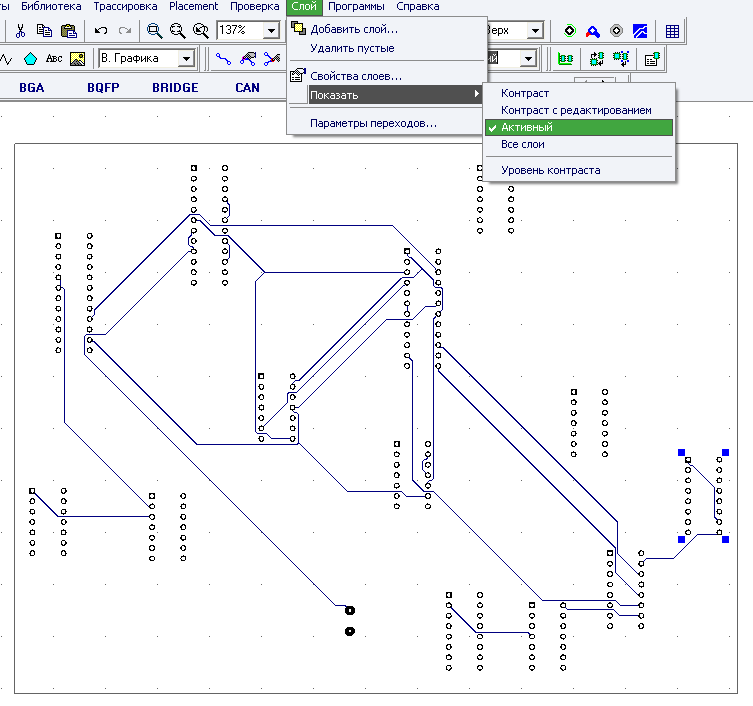 Библиотека Трассировка Placement Проверка Слой Программы Справка
137%
Добавить слой...
Удалить пустые
Abc В. Графика
Свойства слоев...
BGA BQFP BRIDGE CAN
Показать
Контраст
Контраст с редактированием
Параметры переходов...
Активный
Все слои
Уровень контраста